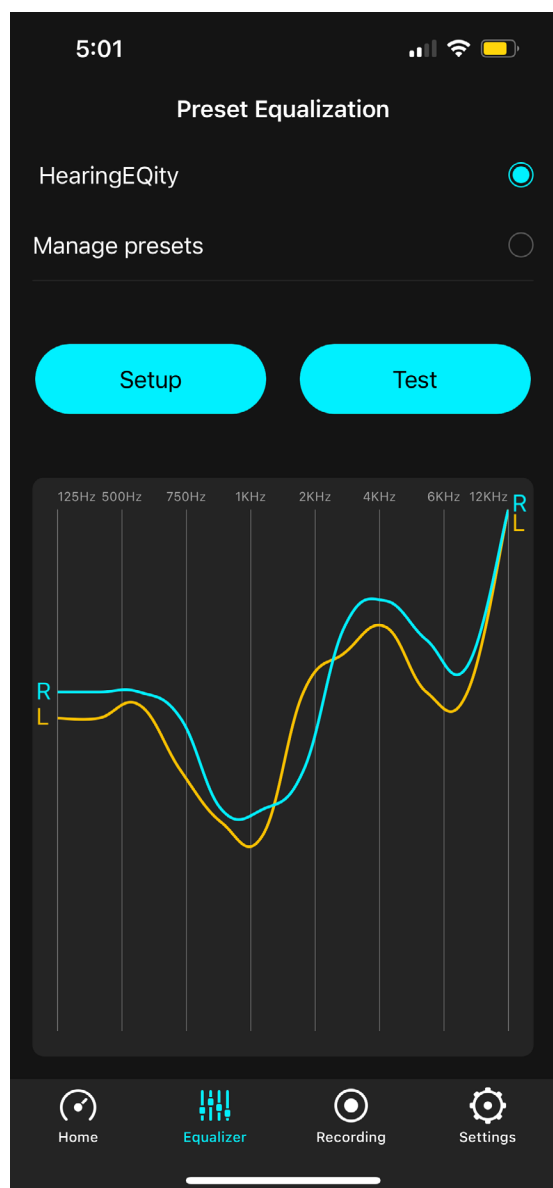 5:01
Preset Equalization
HearingEQity
Manage presets
Setup Test
125Hz 500Hz 750Hz 1KHz 2KHz 4KHz 6KHz 12KHz R
L
R
L
Home Equalizer Recording Settings